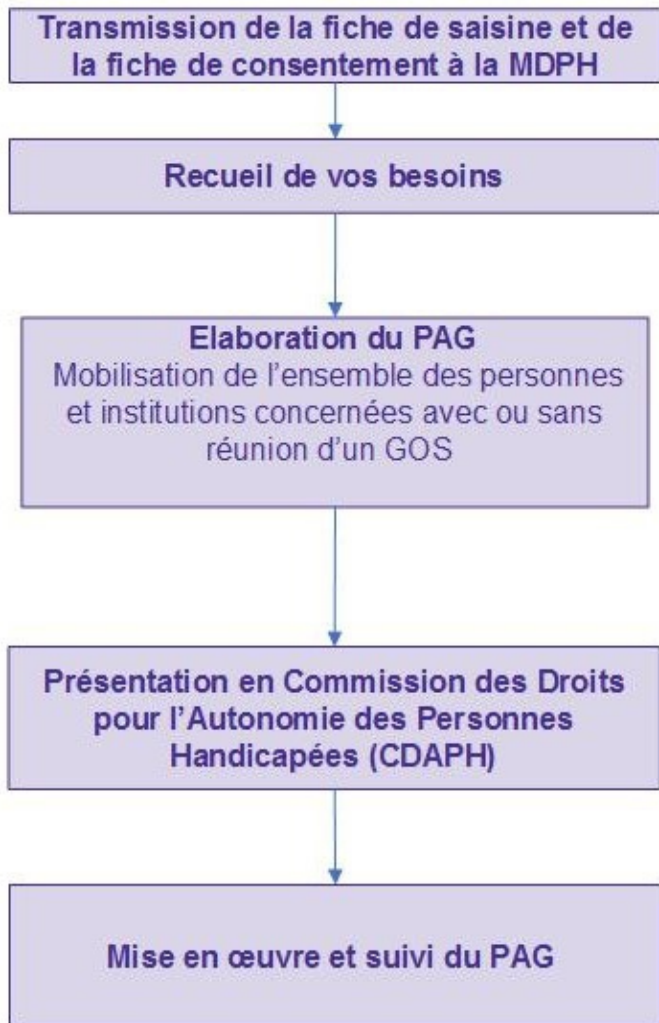 Transmission de la fiche de saisine et de
la fiche de consentement à la MDPH
Recueil de vos besoins
Elaboration du PAG
Mobilisation de l’ensemble des personnes
et institutions concernées avec ou sans
réunion d’un GOS
Présentation en Commission des Droits
pour l’Autonomie des Personnes
Handicapées (CDAPH)
Mise en œuvre et suivi du PAG